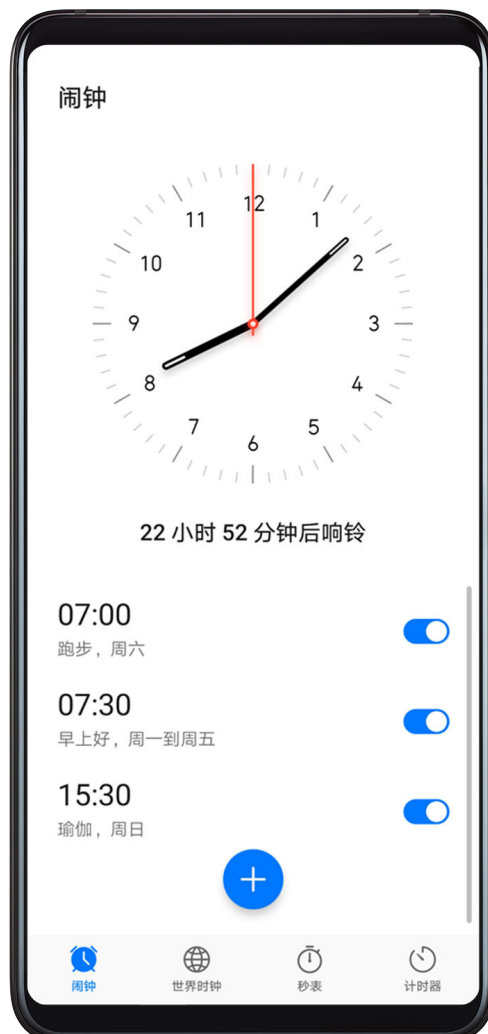 闹钟
12
1
2
3
4
5
6
7
8
9
10
11
22 小时 52 分钟后响铃
07:00
跑步，周六
07:30
早上好，周一到周五
15:30
瑜伽，周日
闹钟
世界时钟
秒表
计时器